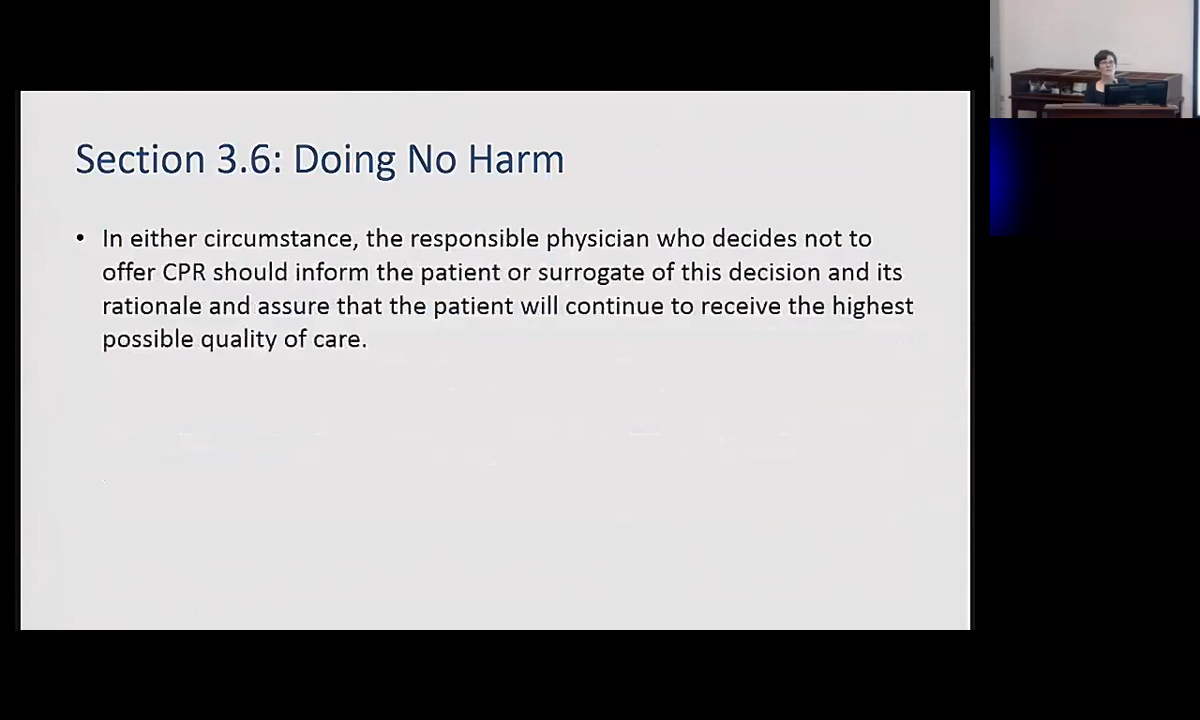 Section 3.6: Doing No Harm
• In either circumstance, the responsible physician who decides not to
offer CPR should inform the patient or surrogate of this decision and its
rationale and assure that the patient will continue to receive the highest
possible quality of care.